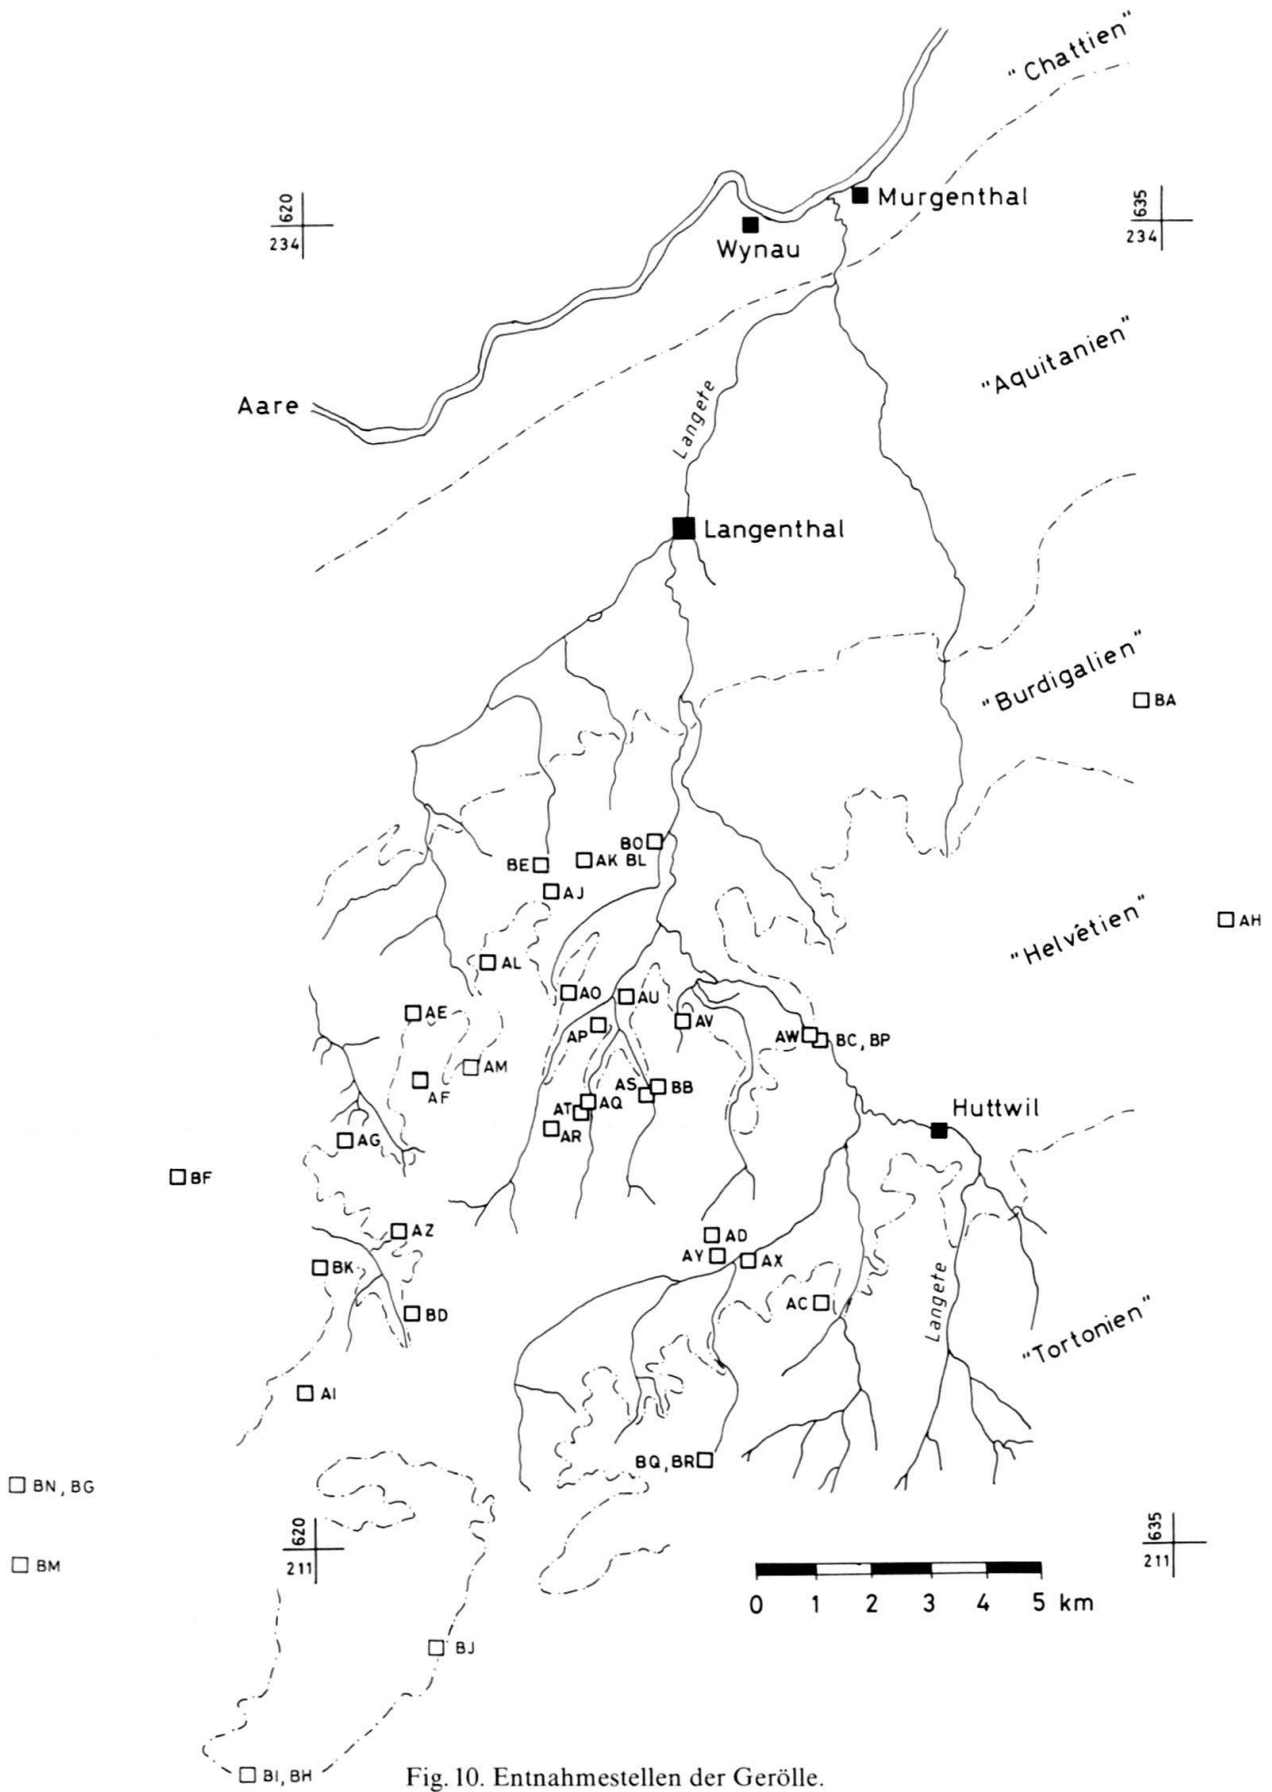 "Chattien"
620
234
Murgenthal
Wynau
635
234
Aare
Langete
"Aquitanien"
Langenthal
"Burdigalien"
BA
BO
BE
AK BL
AJ
"Helvétien"
AH
AL
AO
AU
AE
AP
AV
AW
BC, BP
AM
AF
AS
BB
AT
AQ
AR
Huttwil
AG
BF
AZ
AD
AY
AX
BK
AC
BD
Langete
"Tortonien"
AI
BQ, BR
BN, BG
620
211
635
211
BM
0 1 2 3 4 5 km
BJ
BI, BH
Fig. 10. Entnahmestellen der Gerölle.